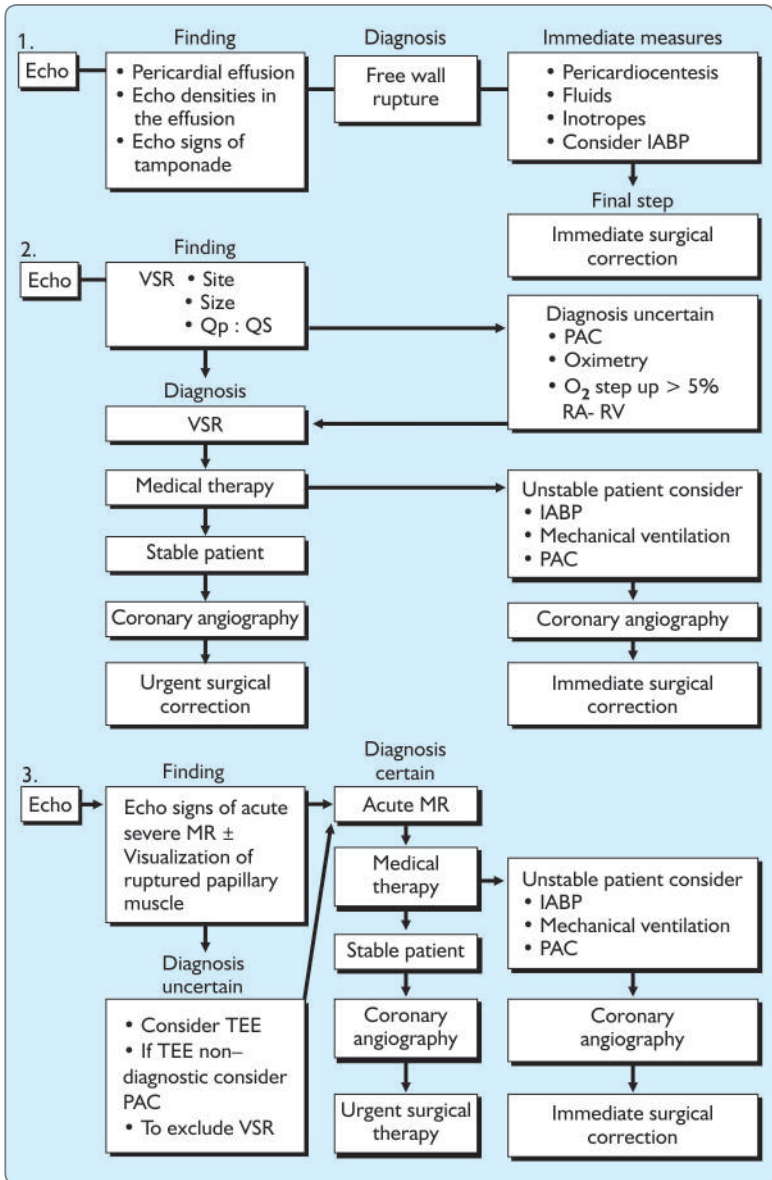 1.
Echo
Finding
• Pericardial effusion
• Echo densities in
the effusion
• Echo signs of
tamponade
Diagnosis
Free wall
rupture
Immediate measures
• Pericardiocentesis
• Fluids
• Inotropes
• Consider IABP
Final step
Immediate surgical
correction
2.
Echo
Finding
VSR • Site
• Size
• Qp : QS
Diagnosis uncertain
• PAC
• Oximetry
• O2 step up > 5%
RA- RV
Diagnosis
VSR
Medical therapy
Stable patient
Coronary angiography
Urgent surgical
correction
Unstable patient consider
• IABP
• Mechanical ventilation
• PAC
Coronary angiography
Immediate surgical
correction
3.
Echo
Finding
Echo signs of acute
severe MR ±
Visualization of
ruptured papillary
muscle
Diagnosis
uncertain
• Consider TEE
• If TEE non–
diagnostic consider
PAC
• To exclude VSR
Diagnosis
certain
Acute MR
Medical
therapy
Stable patient
Coronary
angiography
Urgent surgical
therapy
Unstable patient consider
• IABP
• Mechanical ventilation
• PAC
Coronary
angiography
Immediate surgical
correction